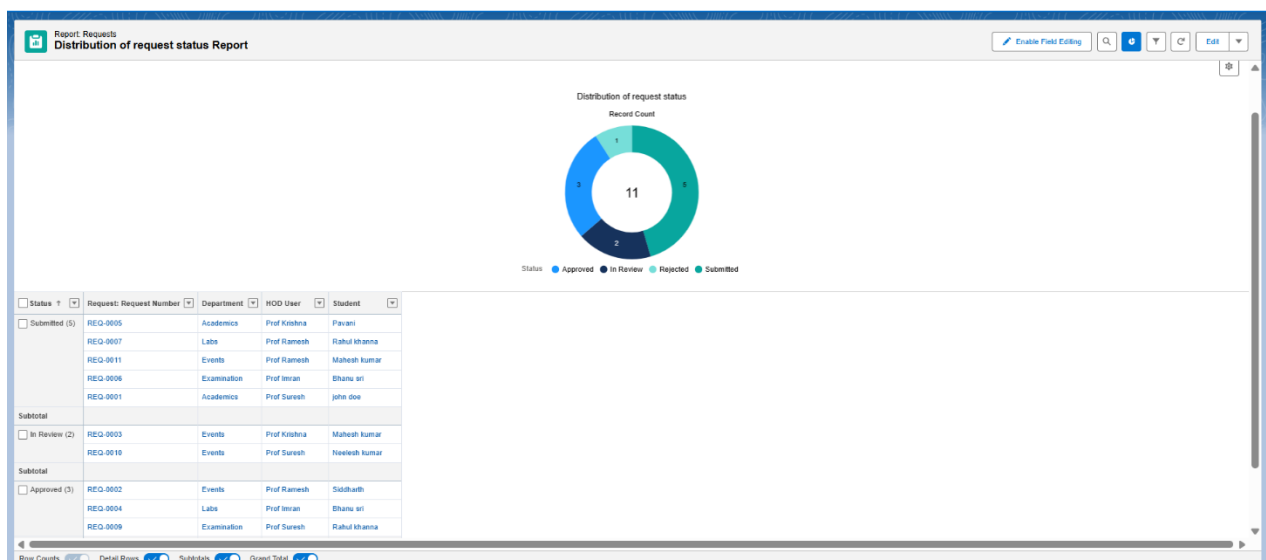 Report: Requests
Distribution of request status Report
Enable Field Editing
Edit
Distribution of request status
Record Count
1
3
11
5
2
Status Approved In Review Rejected Submitted
Status ↑ Request: Request Number Department HOD User Student
Submitted (5) REQ-0005 Academics Prof Krishna Pavani
REQ-0007 Labs Prof Ramesh Rahul khanna
REQ-0011 Events Prof Ramesh Mahesh kumar
REQ-0006 Examination Prof Imran Bhanu sri
REQ-0001 Academics Prof Suresh john doe
Subtotal
In Review (2) REQ-0003 Events Prof Krishna Mahesh kumar
REQ-0010 Events Prof Suresh Neelesh kumar
Subtotal
Approved (3) REQ-0002 Events Prof Ramesh Siddharth
REQ-0004 Labs Prof Imran Bhanu sri
REQ-0009 Examination Prof Suresh Rahul khanna
Row Counts Detail Rows Subtotals Grand Total